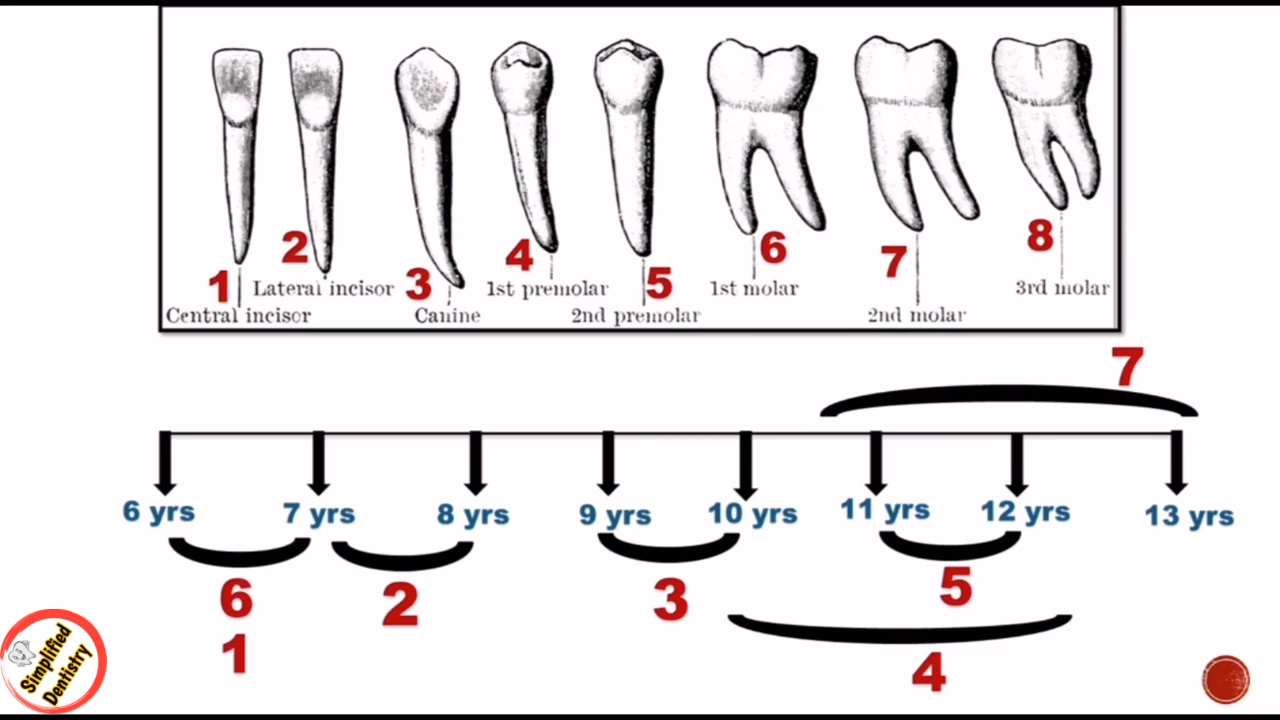 1
2
3
4
5
6
7
8
Lateral incisor
1st premolar
1st molar
3rd molar
Central incisor
Canine
2nd premolar
2nd molar
7
6 yrs
7 yrs
8 yrs
9 yrs
10 yrs
11 yrs
12 yrs
13 yrs
6
1
2
3
5
4
Simplified
Dentistry